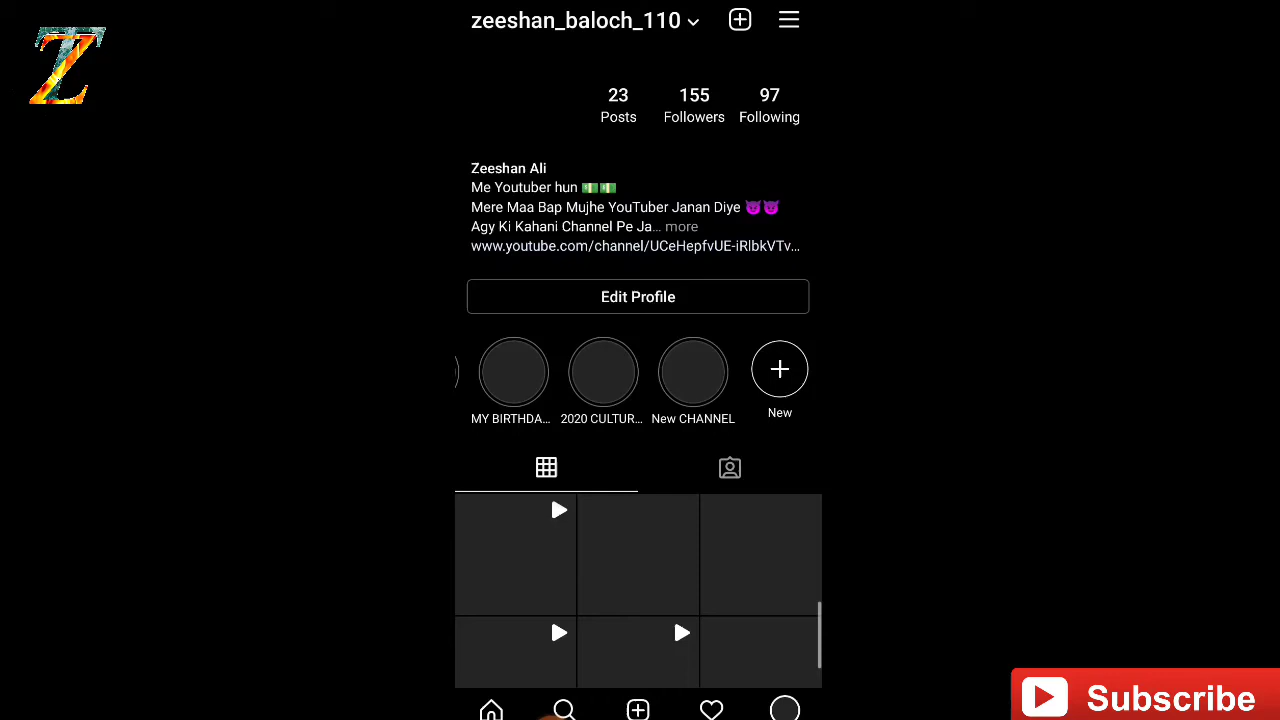 zeeshan_baloch_110
23 155 97
Posts Followers Following
Zeeshan Ali
Me Youtuber hun 💵💵
Mere Maa Bap Mujhe YouTuber Janan Diye 😈😈
Agy Ki Kahani Channel Pe Ja... more
www.youtube.com/channel/UCeHepfvUE-iRlbkVTv...
Edit Profile
MY BIRTHDA... 2020 CULTUR... New CHANNEL New
Subscribe